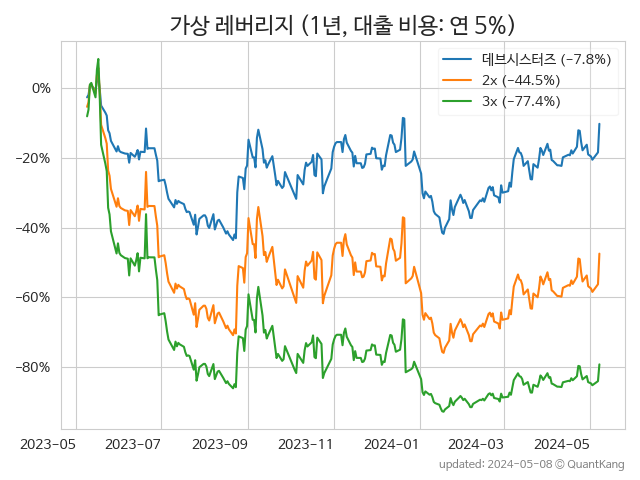 가상 레버리지 (1년, 대출 비용: 연 5%)
데브시스터즈 (−7.8%)
2x (−44.5%)
3x (−77.4%)
0%
−20%
−40%
−60%
−80%
2023-05 2023-07 2023-09 2023-11 2024-01 2024-03 2024-05
updated: 2024-05-08 © QuantKang